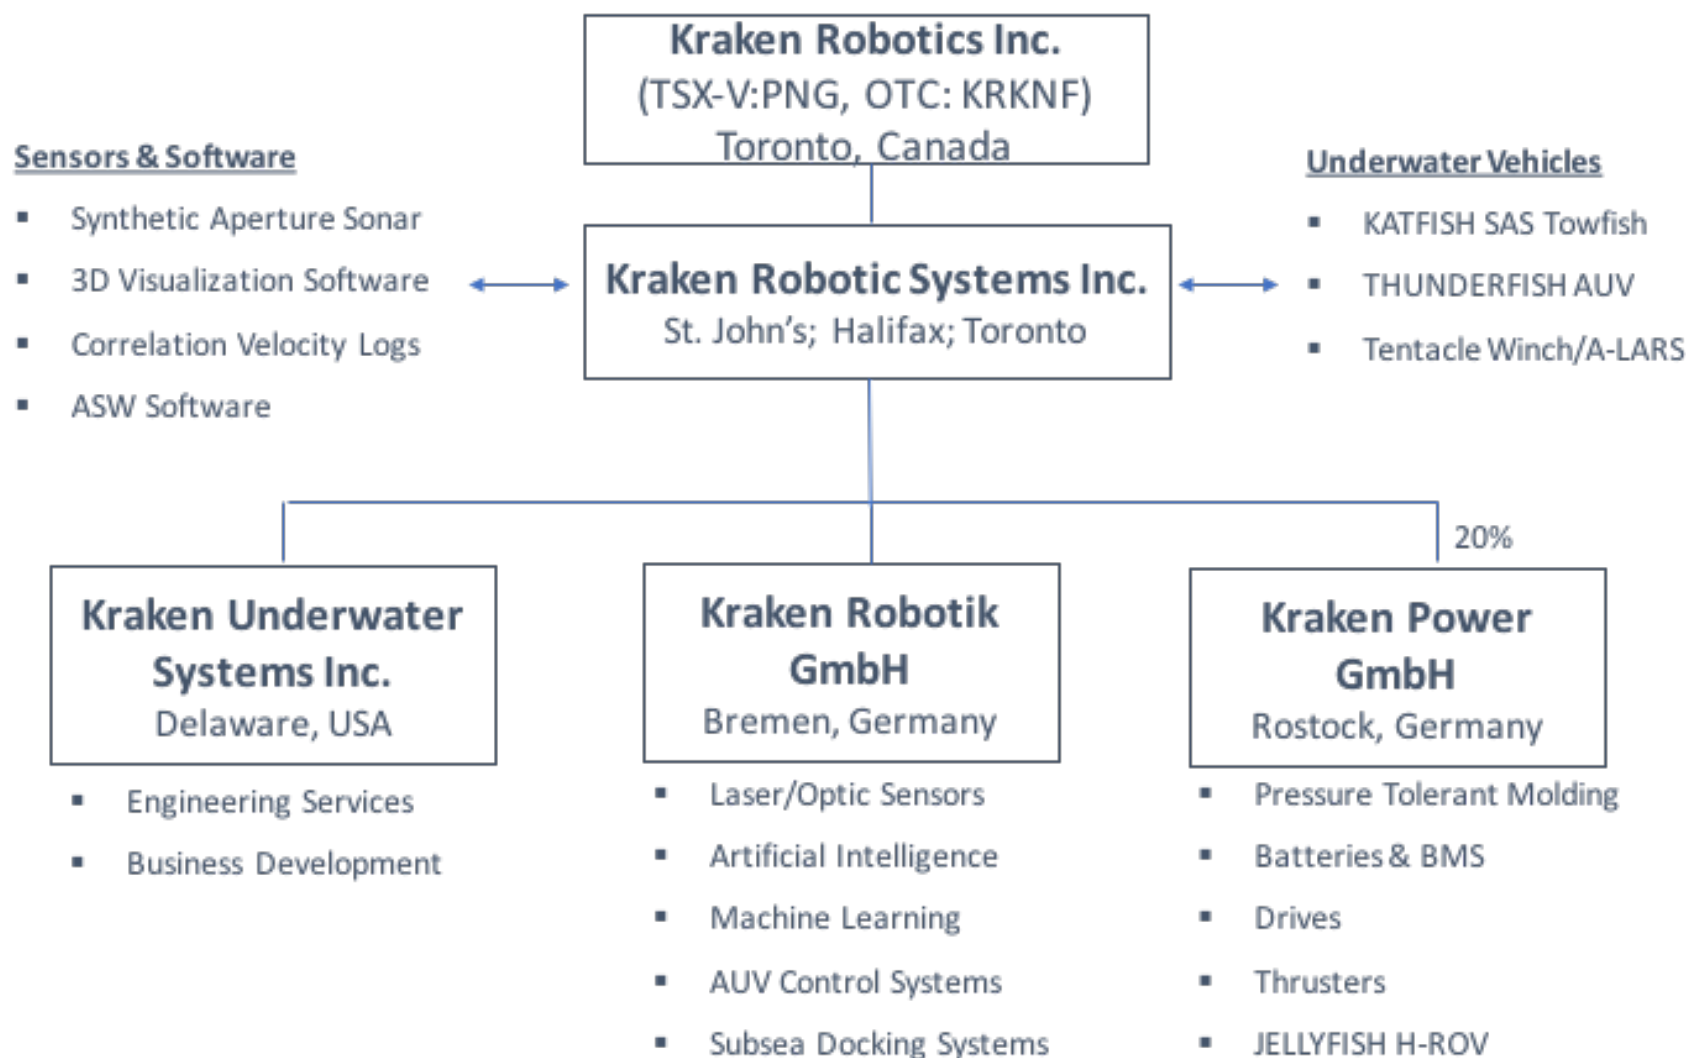 Kraken Robotics Inc.
(TSX-V:PNG, OTC: KRKNF)
Toronto, Canada
Sensors & Software
▪ Synthetic Aperture Sonar
▪ 3D Visualization Software
▪ Correlation Velocity Logs
▪ ASW Software
Kraken Robotic Systems Inc.
St. John’s; Halifax; Toronto
Underwater Vehicles
▪ KATFISH SAS Towfish
▪ THUNDERFISH AUV
▪ Tentacle Winch/A-LARS
20%
Kraken Underwater
Systems Inc.
Delaware, USA
▪ Engineering Services
▪ Business Development
Kraken Robotik
GmbH
Bremen, Germany
▪ Laser/Optic Sensors
▪ Artificial Intelligence
▪ Machine Learning
▪ AUV Control Systems
▪ Subsea Docking Systems
Kraken Power
GmbH
Rostock, Germany
▪ Pressure Tolerant Molding
▪ Batteries & BMS
▪ Drives
▪ Thrusters
▪ JELLYFISH H-ROV